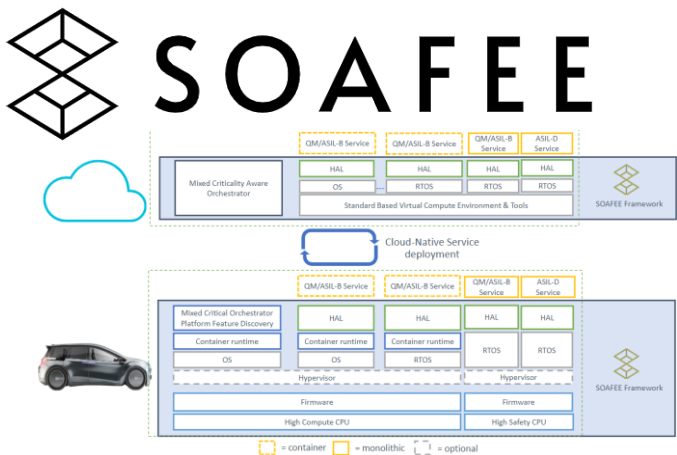 SOAFEE
QM/ASIL-B Service
QM/ASIL-B Service
QM/ASIL-B
Service
ASIL-D
Service
Mixed Criticality Aware
Orchestrator
HAL
HAL
HAL
HAL
OS
...
RTOS
RTOS
RTOS
Standard Based Virtual Compute Environment & Tools
SOAFEE Framework
Cloud-Native Service
deployment
QM/ASIL-B Service
QM/ASIL-B Service
QM/ASIL-B
Service
ASIL-D
Service
Mixed Critical Orchestrator
Platform Feature Discovery
HAL
HAL
HAL
HAL
Container runtime
Container runtime
Container runtime
RTOS
RTOS
OS
OS
RTOS
Hypervisor
Hypervisor
SOAFEE Framework
Firmware
Firmware
High Compute CPU
High Safety CPU
= container
= monolithic
= optional